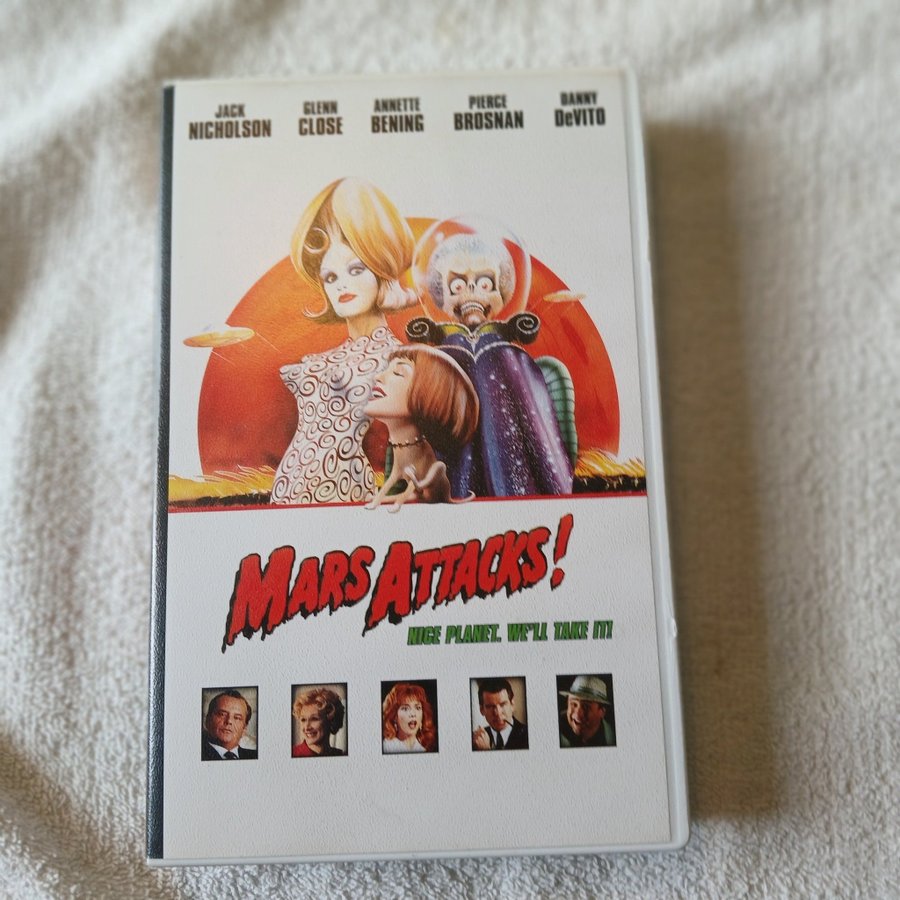 JACK NICHOLSON
GLENN CLOSE
ANNETTE BENING
PIERCE BROSNAN
DANNY DeVITO
MARS ATTACKS!
NICE PLANET. WE'LL TAKE IT!